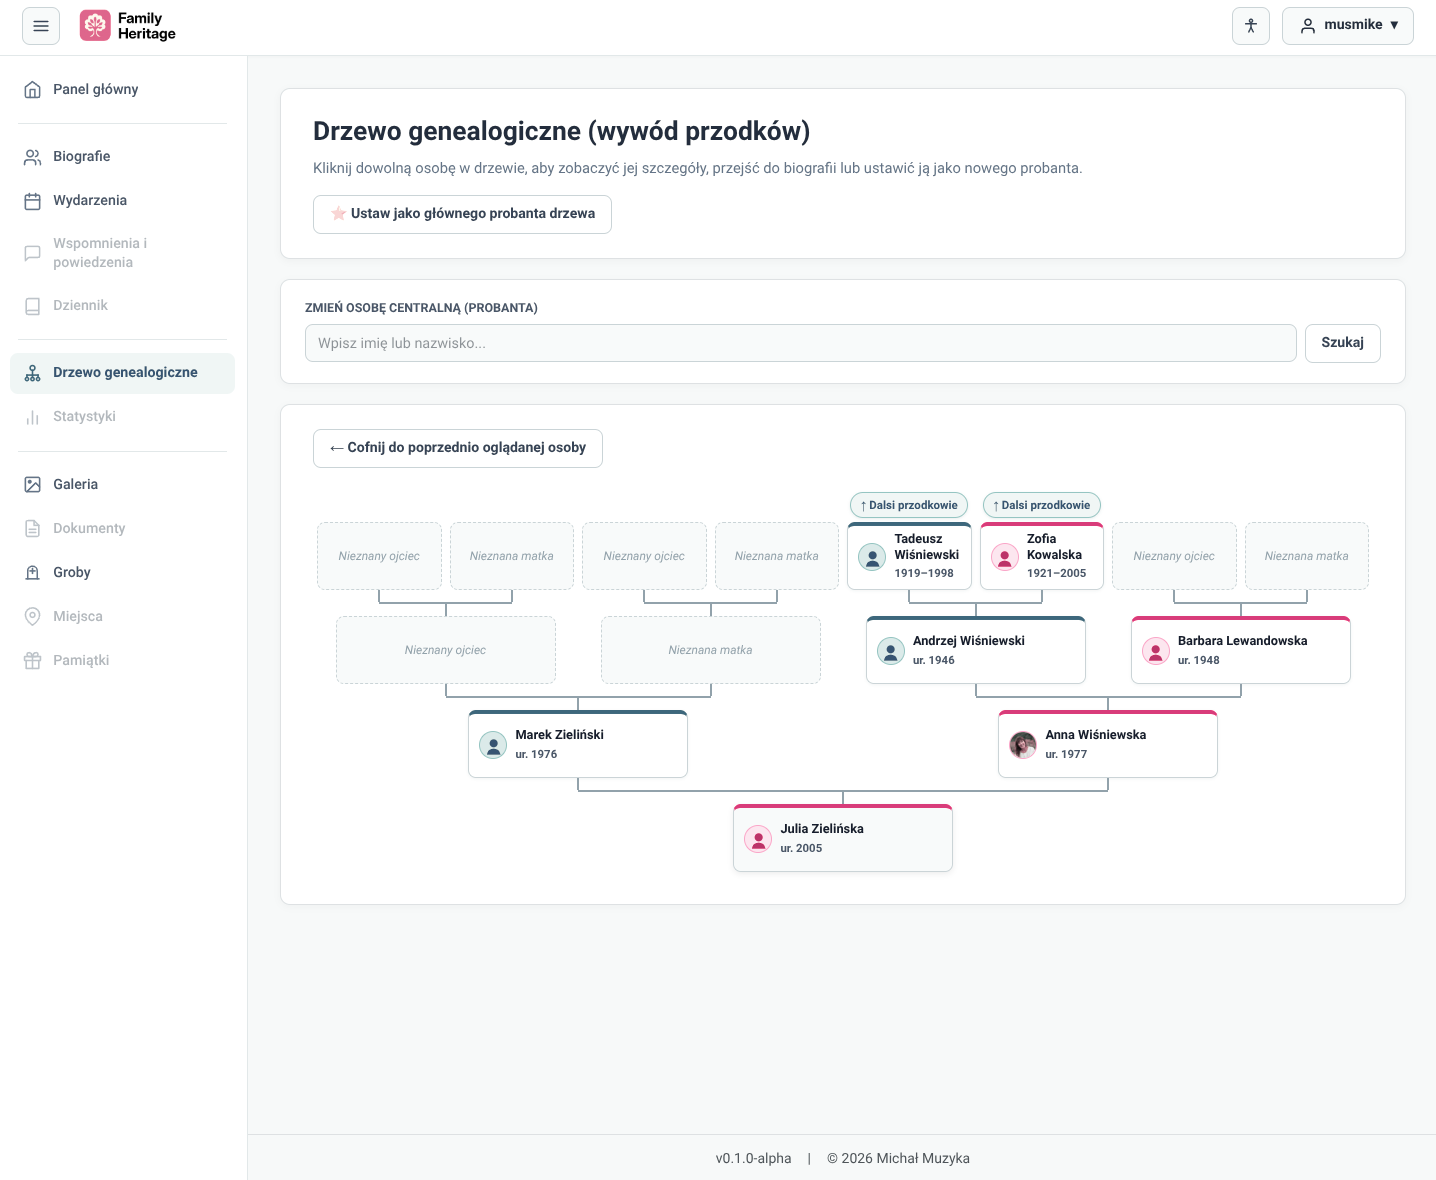 Family
Heritage
musmike ▼
Panel główny
Biografie
Wydarzenia
Wspomnienia i
powiedzenia
Dziennik
Drzewo genealogiczne
Statystyki
Galeria
Dokumenty
Groby
Miejsca
Pamiątki
Drzewo genealogiczne (wywód przodków)
Kliknij dowolną osobę w drzewie, aby zobaczyć jej szczegóły, przejść do biografii lub ustawić ją jako nowego probanta.
⭐ Ustaw jako głównego probanta drzewa
ZMIEŃ OSOBĘ CENTRALNĄ (PROBANTA)
Wpisz imię lub nazwisko...
Szukaj
← Cofnij do poprzednio oglądanej osoby
↑ Dalsi przodkowie
↑ Dalsi przodkowie
Nieznany ojciec
Nieznana matka
Nieznany ojciec
Nieznana matka
Tadeusz
Wiśniewski
1919–1998
Zofia
Kowalska
1921–2005
Nieznany ojciec
Nieznana matka
Nieznany ojciec
Nieznana matka
Andrzej Wiśniewski
ur. 1946
Barbara Lewandowska
ur. 1948
Marek Zieliński
ur. 1976
Anna Wiśniewska
ur. 1977
Julia Zielińska
ur. 2005
v0.1.0-alpha | © 2026 Michał Muzyka